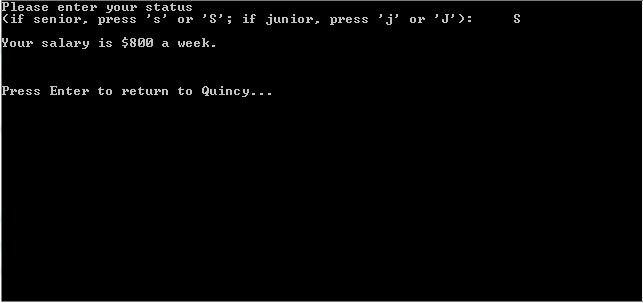 Please enter your status
(if senior, press 's' or 'S'; if junior, press 'j' or 'J'):     S
Your salary is $800 a week.
Press Enter to return to Quincy...